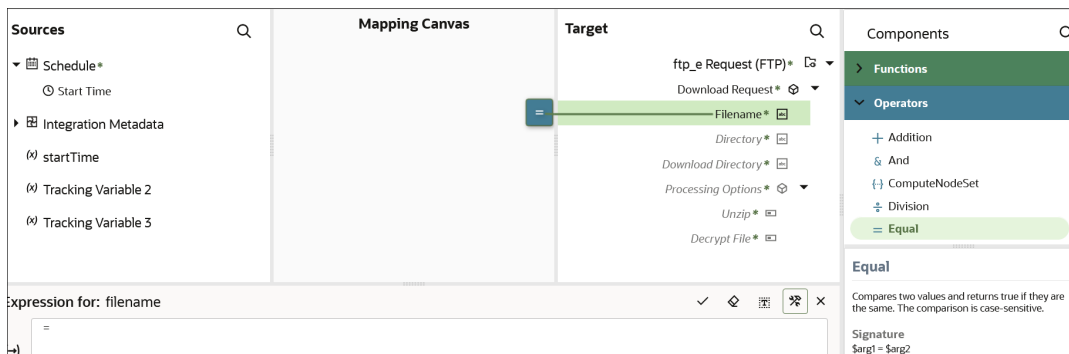 Sources
Schedule*
Start Time
Integration Metadata
(x) startTime
(x) Tracking Variable 2
(x) Tracking Variable 3
Mapping Canvas
=
Target
ftp_e Request (FTP)*
Download Request*
Filename*
Directory*
Download Directory*
Processing Options*
Unzip*
Decrypt File*
Expression for: filename
=
Components
Functions
Operators
+ Addition
& And
{··} ComputeNodeSet
÷ Division
= Equal
Equal
Compares two values and returns true if they are
the same. The comparison is case-sensitive.
Signature
$arg1 = $arg2